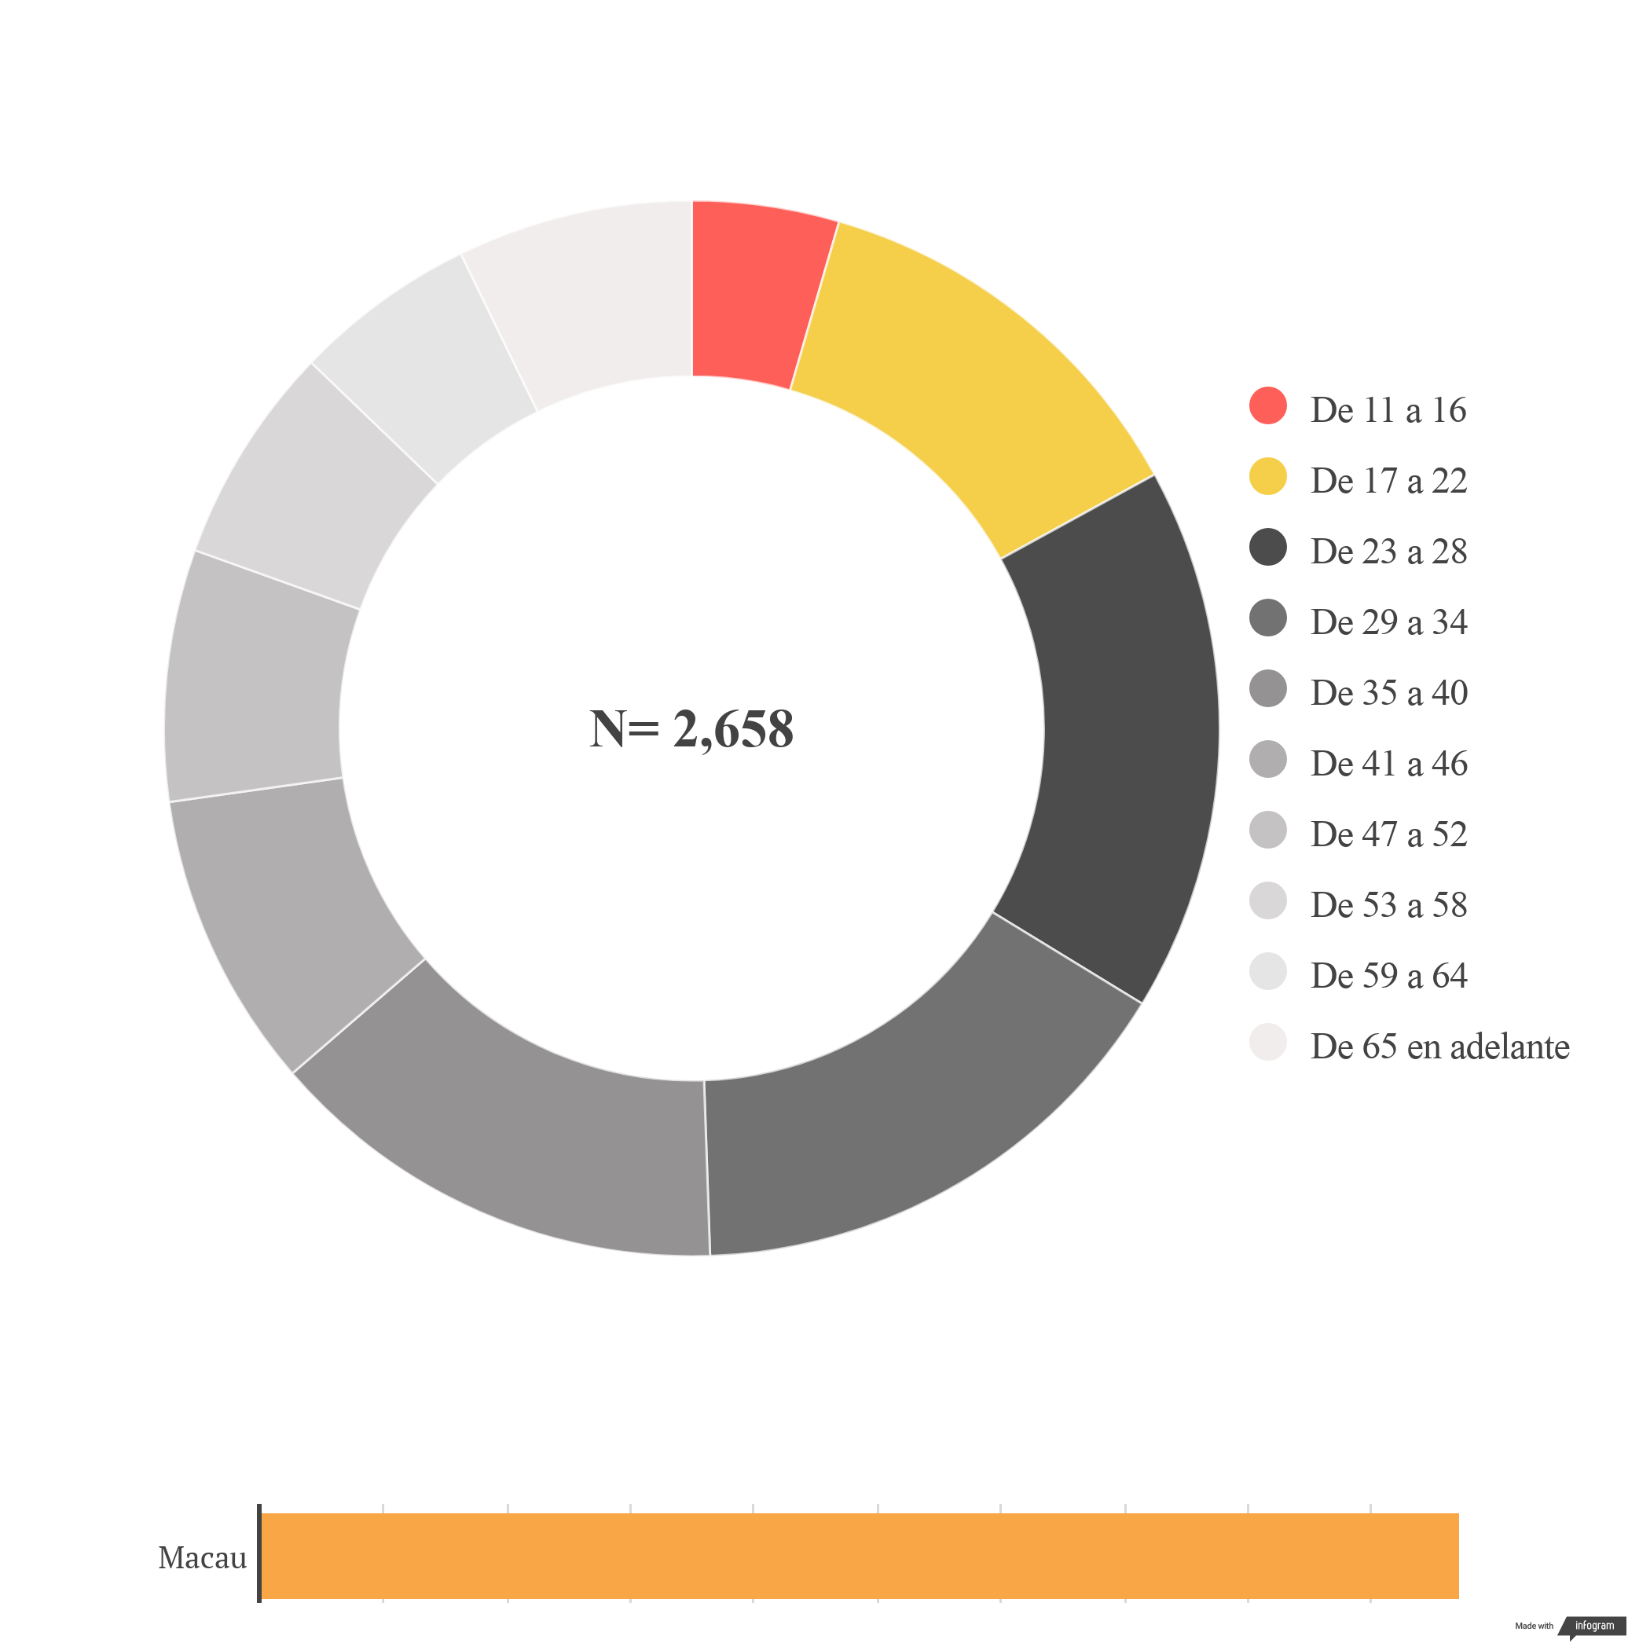 N= 2,658
De 11 a 16
De 17 a 22
De 23 a 28
De 29 a 34
De 35 a 40
De 41 a 46
De 47 a 52
De 53 a 58
De 59 a 64
De 65 en adelante
Macau
Made with infogram